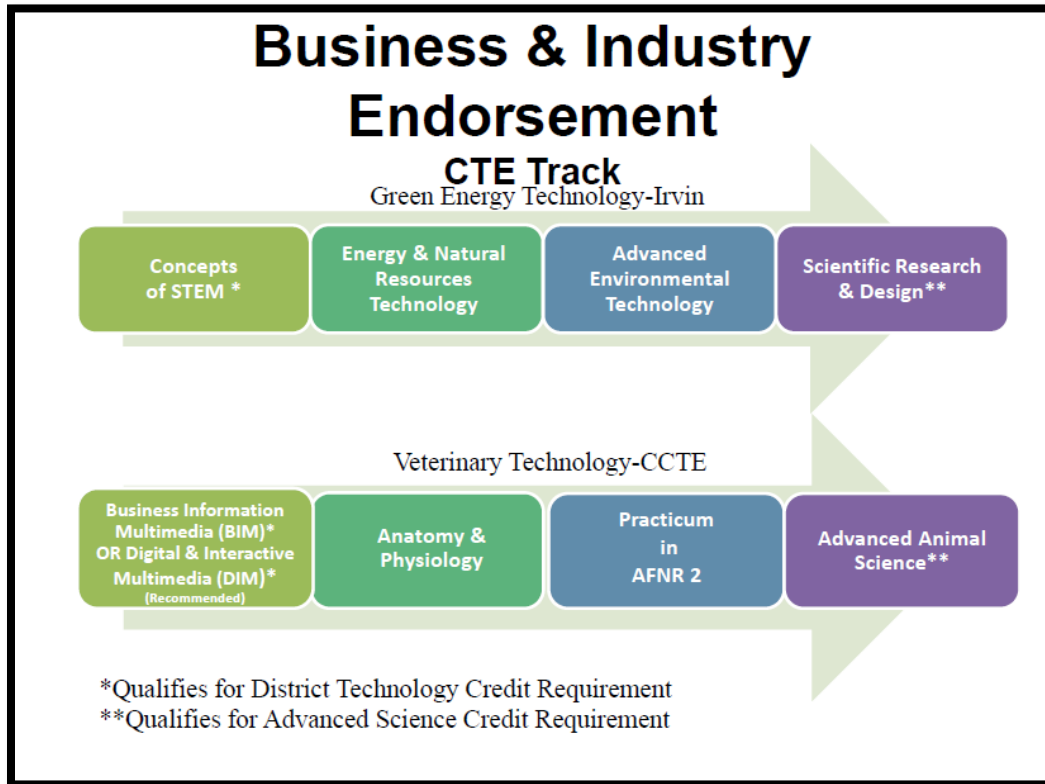 Business & Industry
Endorsement
CTE Track
Green Energy Technology-Irvin
Concepts
of STEM *
Energy & Natural
Resources
Technology
Advanced
Environmental
Technology
Scientific Research
& Design**
Veterinary Technology-CCTE
Business Information
Multimedia (BIM)*
OR Digital & Interactive
Multimedia (DIM)*
(Recommended)
Anatomy &
Physiology
Practicum
in
AFNR 2
Advanced Animal
Science**
*Qualifies for District Technology Credit Requirement
**Qualifies for Advanced Science Credit Requirement